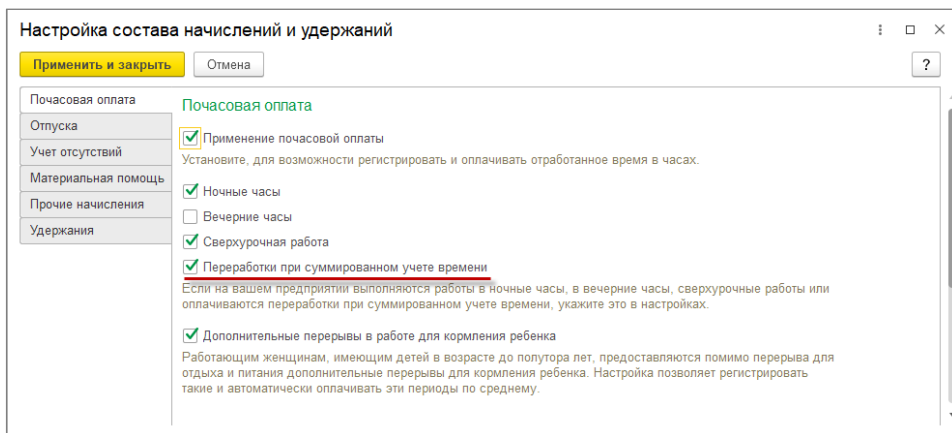 Настройка состава начислений и удержаний
Применить и закрыть
Отмена
?
Почасовая оплата
Отпуска
Учет отсутствий
Материальная помощь
Прочие начисления
Удержания
Почасовая оплата
Применение почасовой оплаты
Установите, для возможности регистрировать и оплачивать отработанное время в часах.
Ночные часы
Вечерние часы
Сверхурочная работа
Переработки при суммированном учете времени
Если на вашем предприятии выполняются работы в ночные часы, в вечерние часы, сверхурочные работы или
оплачиваются переработки при суммированном учете времени, укажите это в настройках.
Дополнительные перерывы в работе для кормления ребенка
Работающим женщинам, имеющим детей в возрасте до полутора лет, предоставляются помимо перерыва для
отдыха и питания дополнительные перерывы для кормления ребенка. Настройка позволяет регистрировать
такие и автоматически оплачивать эти периоды по среднему.